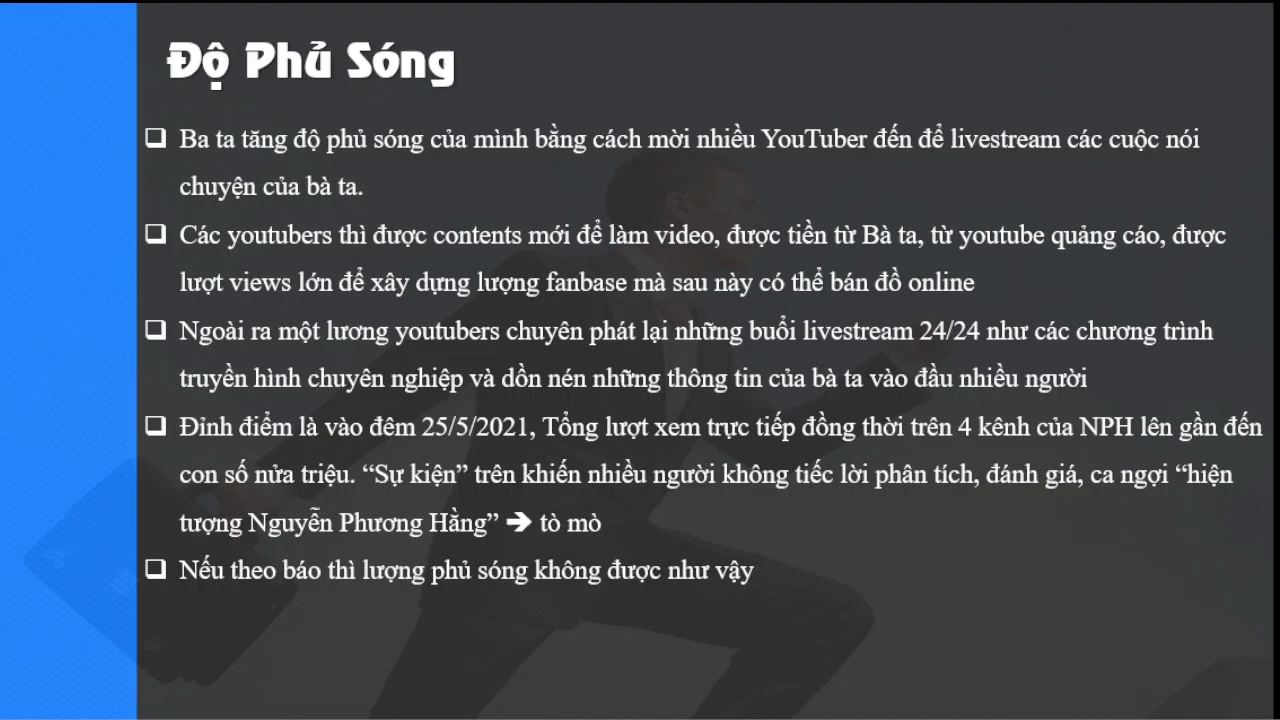 Độ Phủ Sóng
❑ Ba ta tăng độ phủ sóng của mình bằng cách mời nhiều YouTuber đến để livestream các cuộc nói
chuyện của bà ta.
❑ Các youtubers thì được contents mới để làm video, được tiền từ Bà ta, từ youtube quảng cáo, được
lượt views lớn để xây dựng lượng fanbase mà sau này có thể bán đồ online
❑ Ngoài ra một lương youtubers chuyên phát lại những buổi livestream 24/24 như các chương trình
truyền hình chuyên nghiệp và dồn nén những thông tin của bà ta vào đầu nhiều người
❑ Đỉnh điểm là vào đêm 25/5/2021, Tổng lượt xem trực tiếp đồng thời trên 4 kênh của NPH lên gần đến
con số nửa triệu. “Sự kiện” trên khiến nhiều người không tiếc lời phân tích, đánh giá, ca ngợi “hiện
tượng Nguyễn Phương Hằng” ➔ tò mò
❑ Nếu theo báo thì lượng phủ sóng không được như vậy